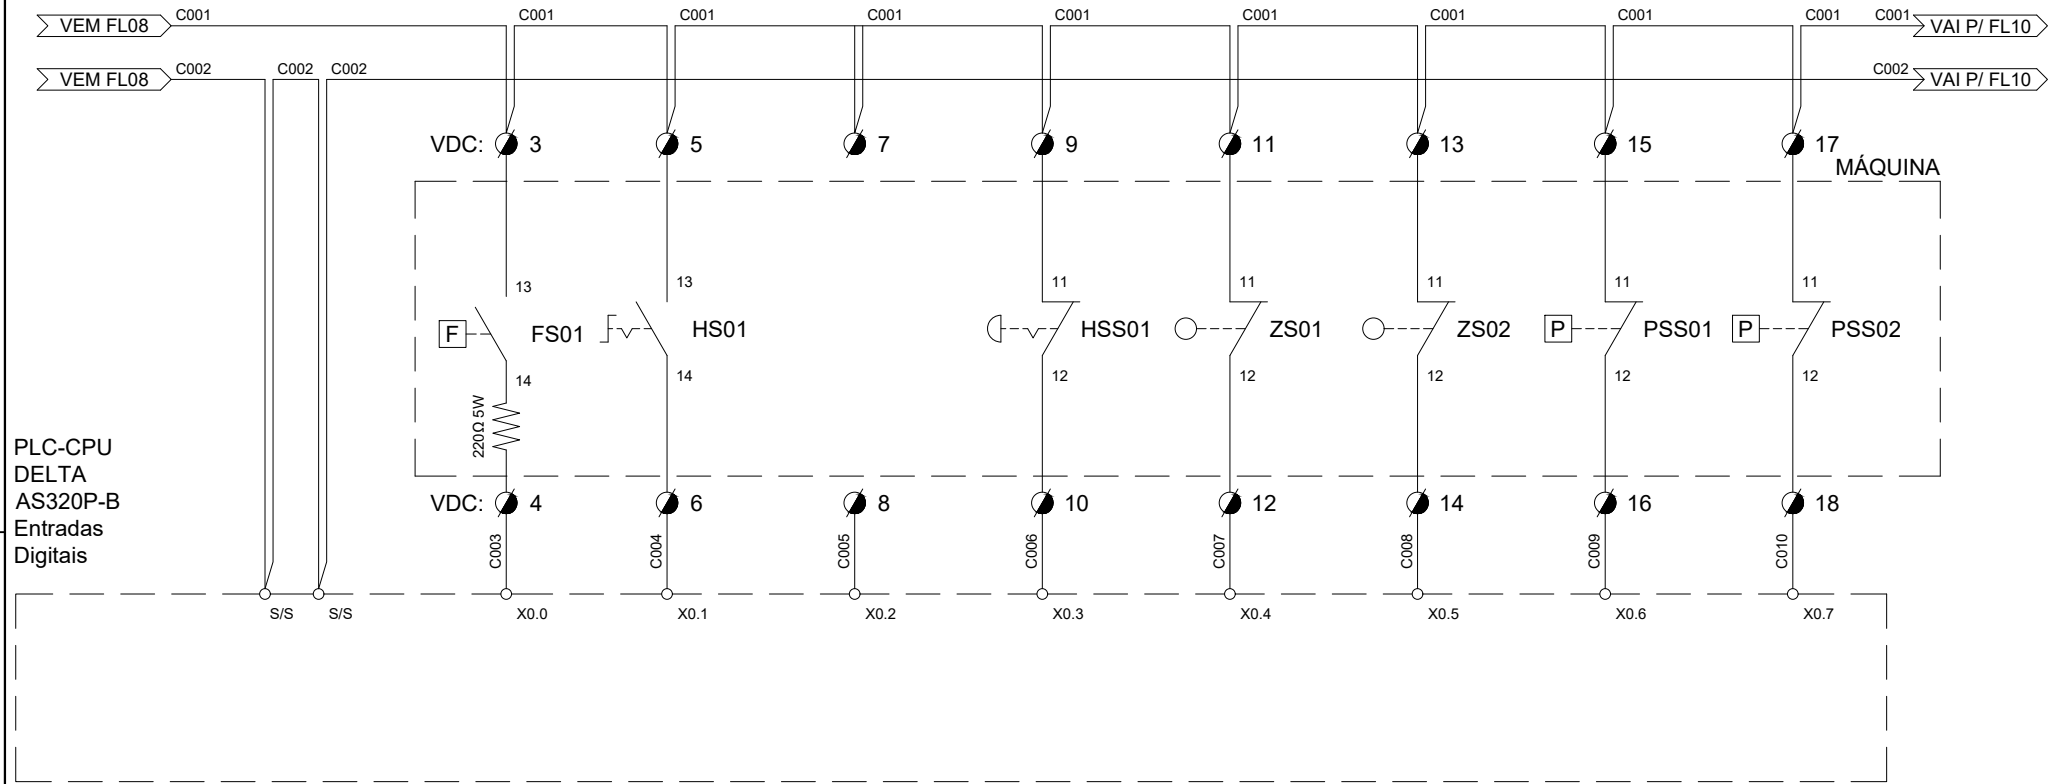 VEM FL08 C001 C001 C001 C001 C001 C001 C001 C001 C001 C001 VAI P/ FL10
VEM FL08 C002 C002 C002 C002 VAI P/ FL10
VDC: 3 5 7 9 11 13 15 17
MÁQUINA
13 13 11 11 11 11 11
F FS01 HS01 HSS01 ZS01 ZS02 P PSS01 P PSS02
14 14 12 12 12 12 12
220Ω 5W
PLC-CPU
DELTA
AS320P-B
Entradas
Digitais
VDC: 4 6 8 10 12 14 16 18
C003 C004 C005 C006 C007 C008 C009 C010
S/S S/S X0.0 X0.1 X0.2 X0.3 X0.4 X0.5 X0.6 X0.7